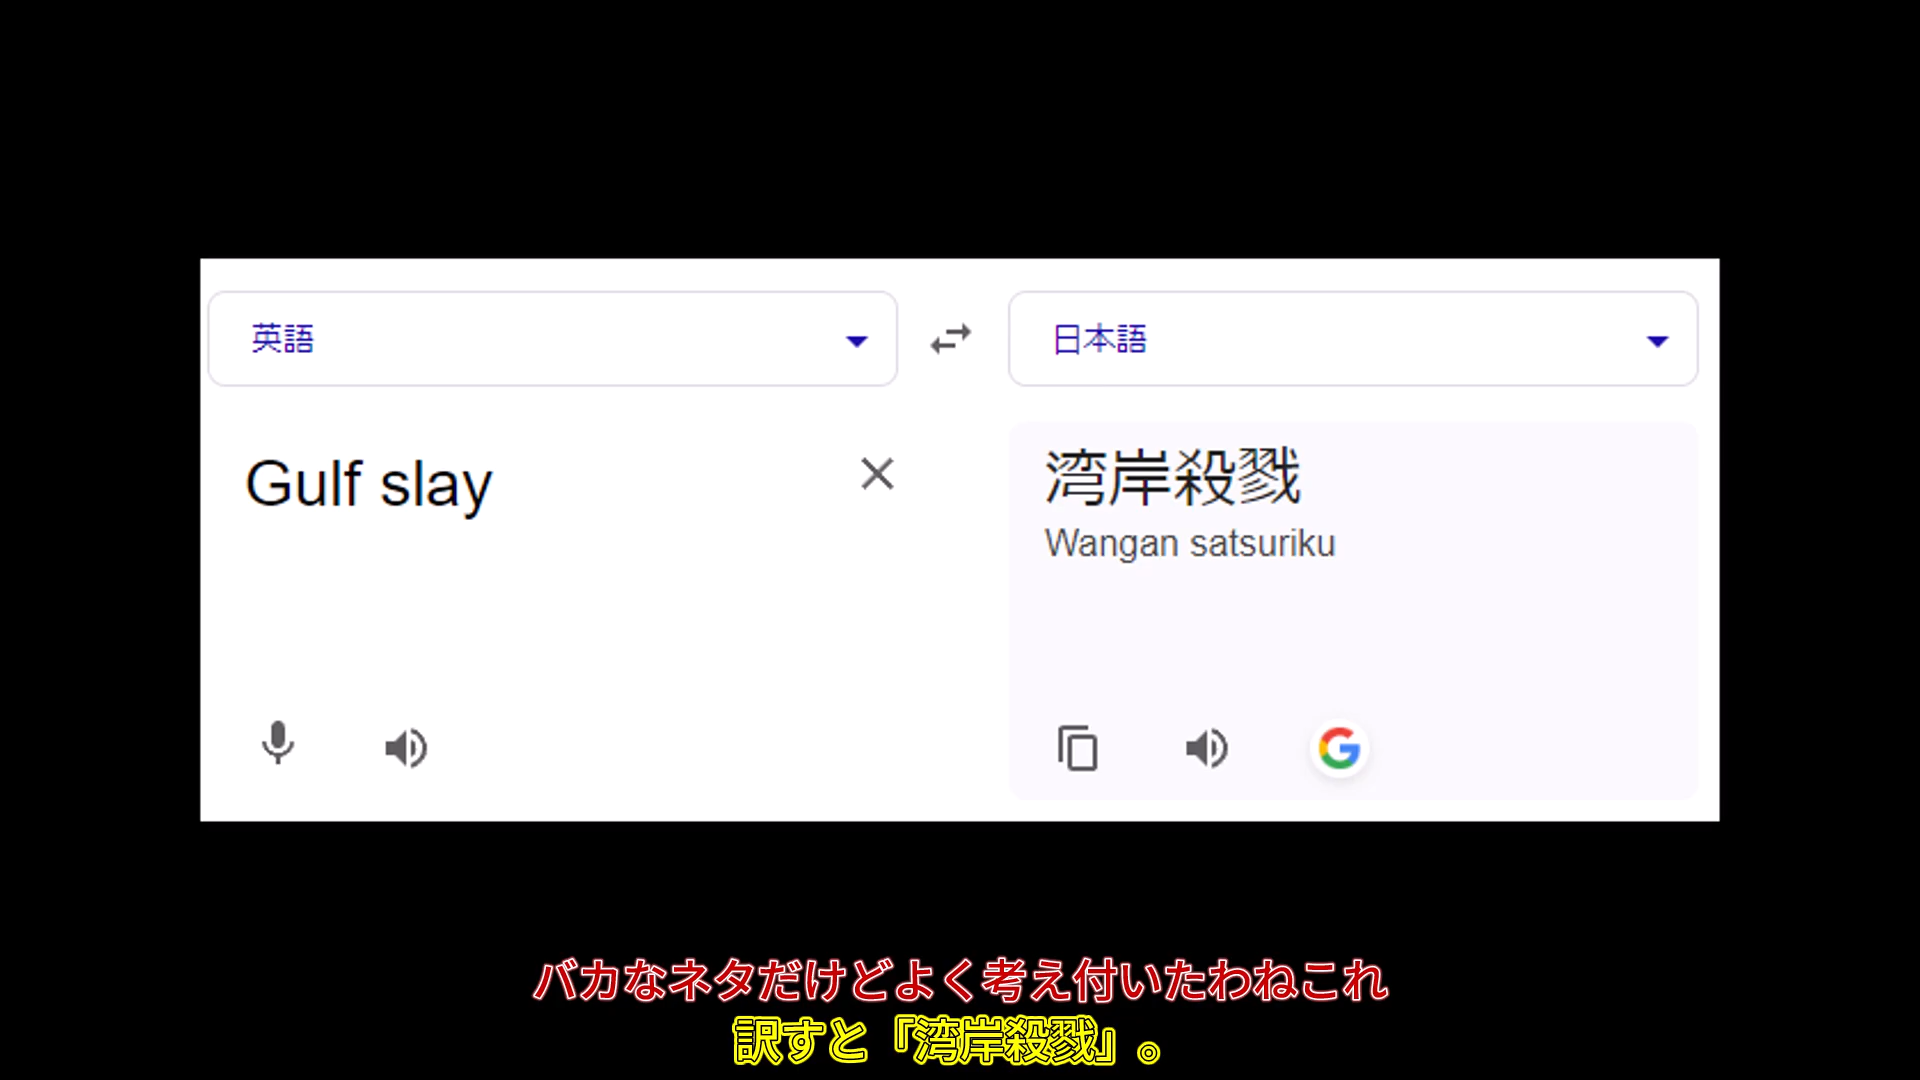 英語
日本語
Gulf slay
湾岸殺戮
Wangan satsuriku
バカなネタだけどよく考え付いたわねこれ
訳すと「湾岸殺戮」。